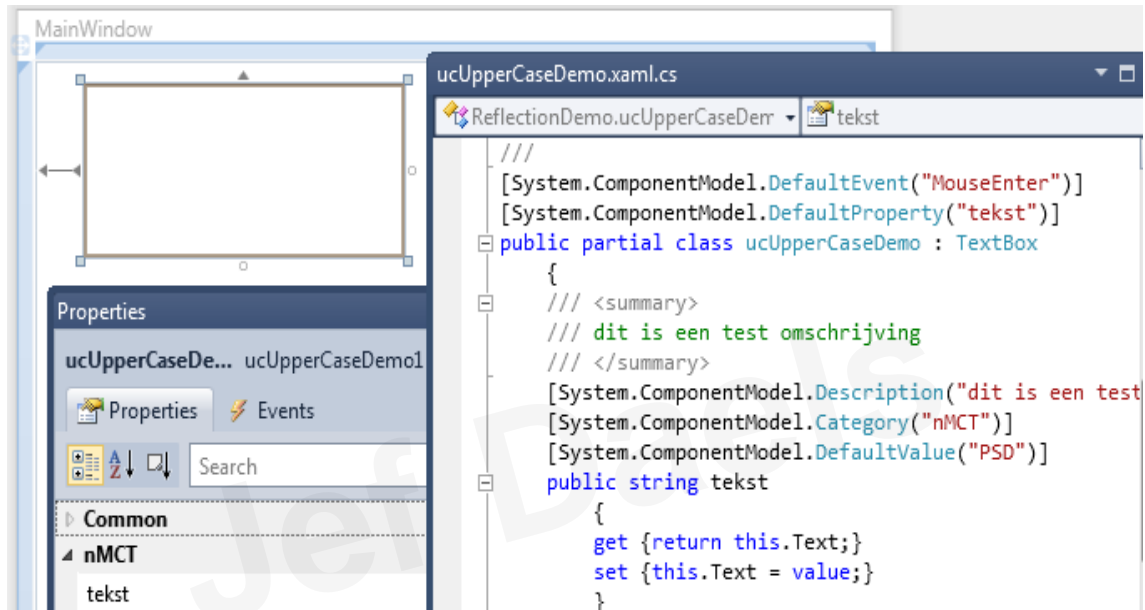 MainWindow
Properties
ucUpperCaseDe... ucUpperCaseDemo1
Properties Events
Search
Common
nMCT
tekst
ucUpperCaseDemo.xaml.cs
ReflectionDemo.ucUpperCaseDem tekst
///
[System.ComponentModel.DefaultEvent("MouseEnter")]
[System.ComponentModel.DefaultProperty("tekst")]
public partial class ucUpperCaseDemo : TextBox
{
/// <summary>
/// dit is een test omschrijving
/// </summary>
[System.ComponentModel.Description("dit is een test
[System.ComponentModel.Category("nMCT")]
[System.ComponentModel.DefaultValue("PSD")]
public string tekst
{
get {return this.Text;}
set {this.Text = value;}
}
Jef Daels